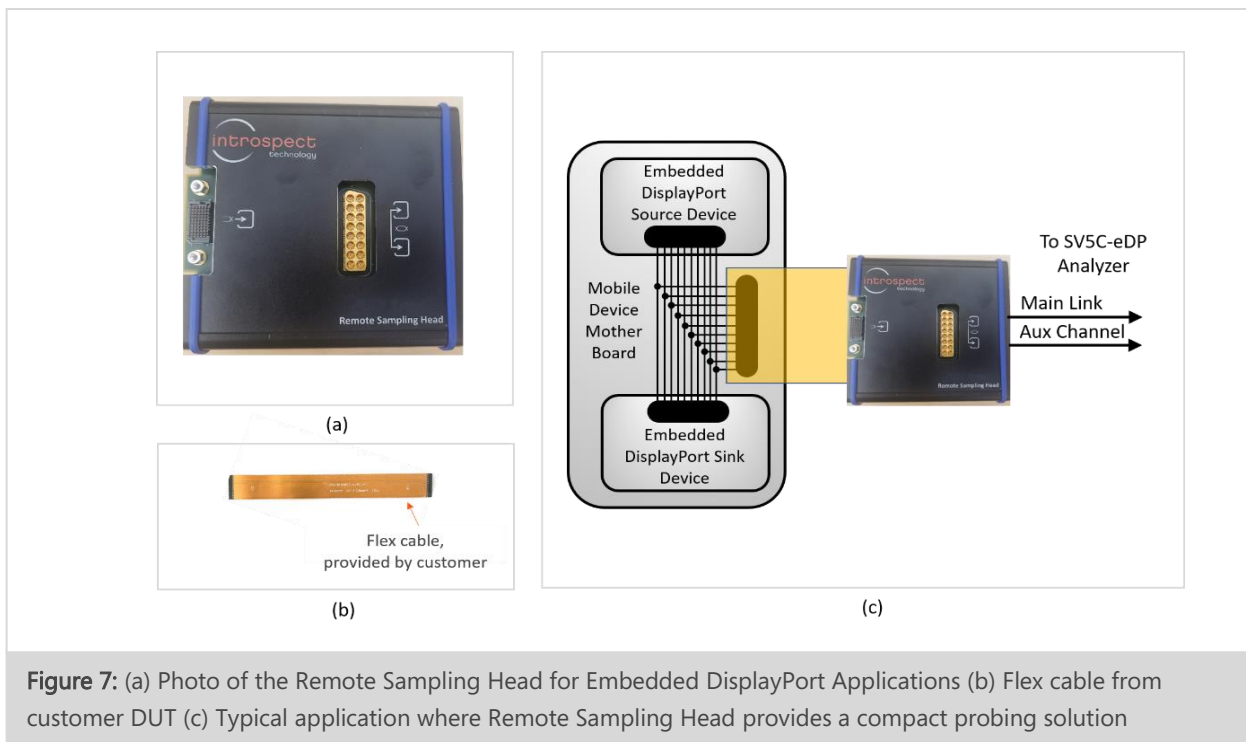 introspect
technology
Remote Sampling Head
(a)
Flex cable,
provided by customer
(b)
Embedded
DisplayPort
Source Device
Mobile
Device
Mother
Board
Embedded
DisplayPort Sink
Device
introspect
technology
Remote Sampling Head
To SV5C-eDP
Analyzer
Main Link
Aux Channel
(c)
Figure 7: (a) Photo of the Remote Sampling Head for Embedded DisplayPort Applications (b) Flex cable from
customer DUT (c) Typical application where Remote Sampling Head provides a compact probing solution